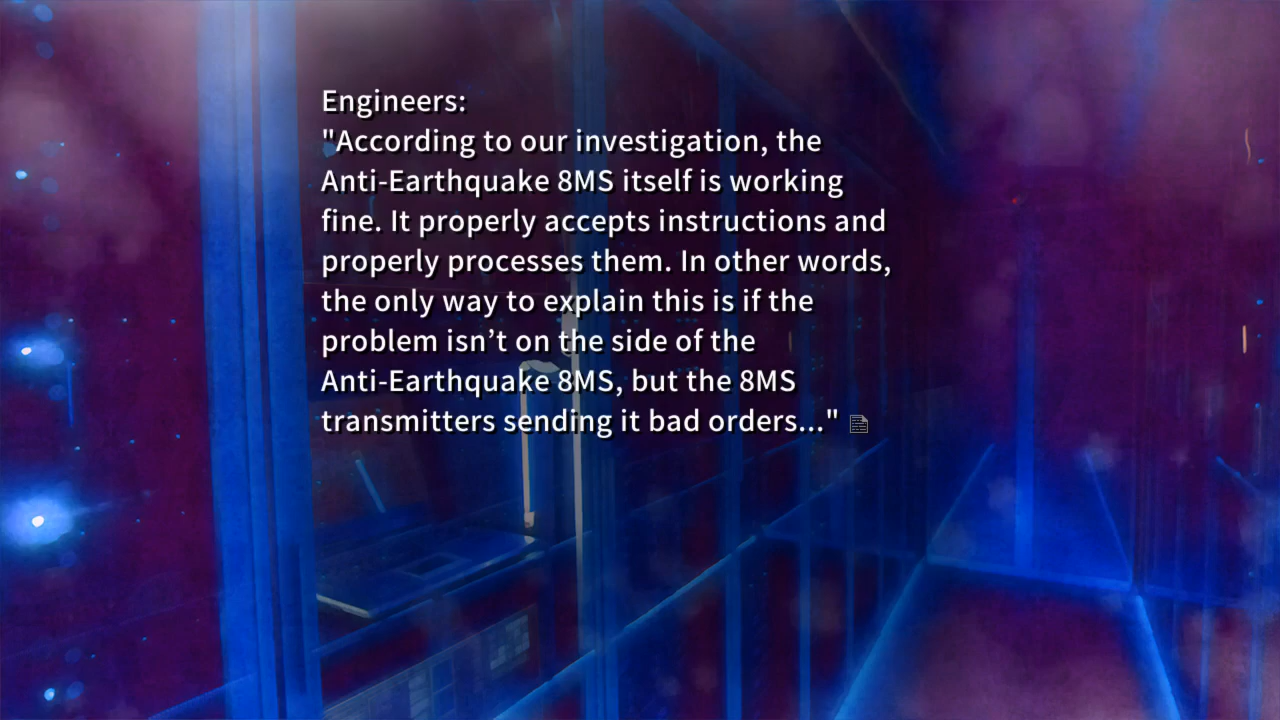 Engineers:
"According to our investigation, the
Anti-Earthquake 8MS itself is working
fine. It properly accepts instructions and
properly processes them. In other words,
the only way to explain this is if the
problem isn’t on the side of the
Anti-Earthquake 8MS, but the 8MS
transmitters sending it bad orders..."